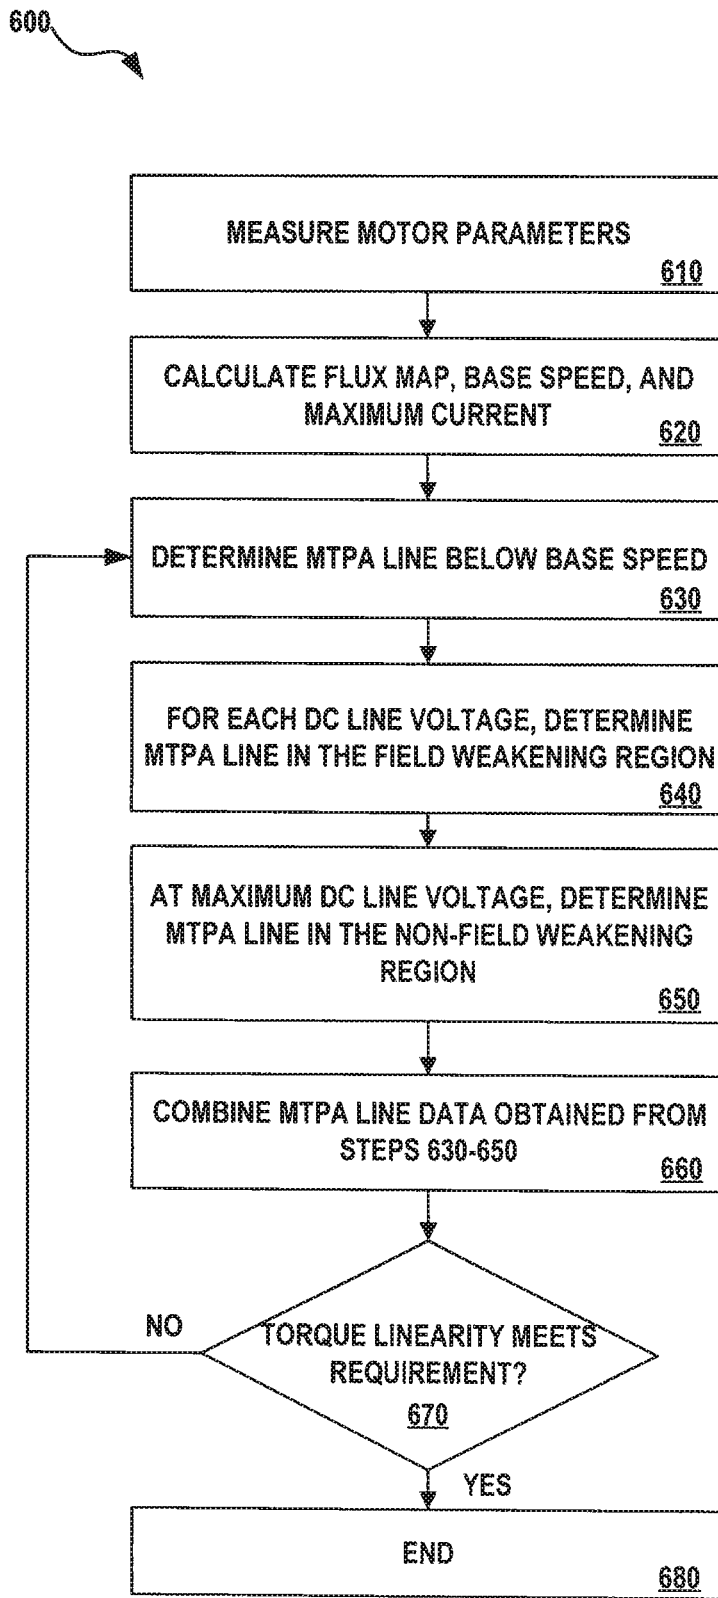 600
MEASURE MOTOR PARAMETERS
610
CALCULATE FLUX MAP, BASE SPEED, AND
MAXIMUM CURRENT
620
DETERMINE MTPA LINE BELOW BASE SPEED
630
FOR EACH DC LINE VOLTAGE, DETERMINE
MTPA LINE IN THE FIELD WEAKENING REGION
640
AT MAXIMUM DC LINE VOLTAGE, DETERMINE
MTPA LINE IN THE NON-FIELD WEAKENING
REGION
650
COMBINE MTPA LINE DATA OBTAINED FROM
STEPS 630-650
660
NO
TORQUE LINEARITY MEETS
REQUIREMENT?
670
YES
END
680